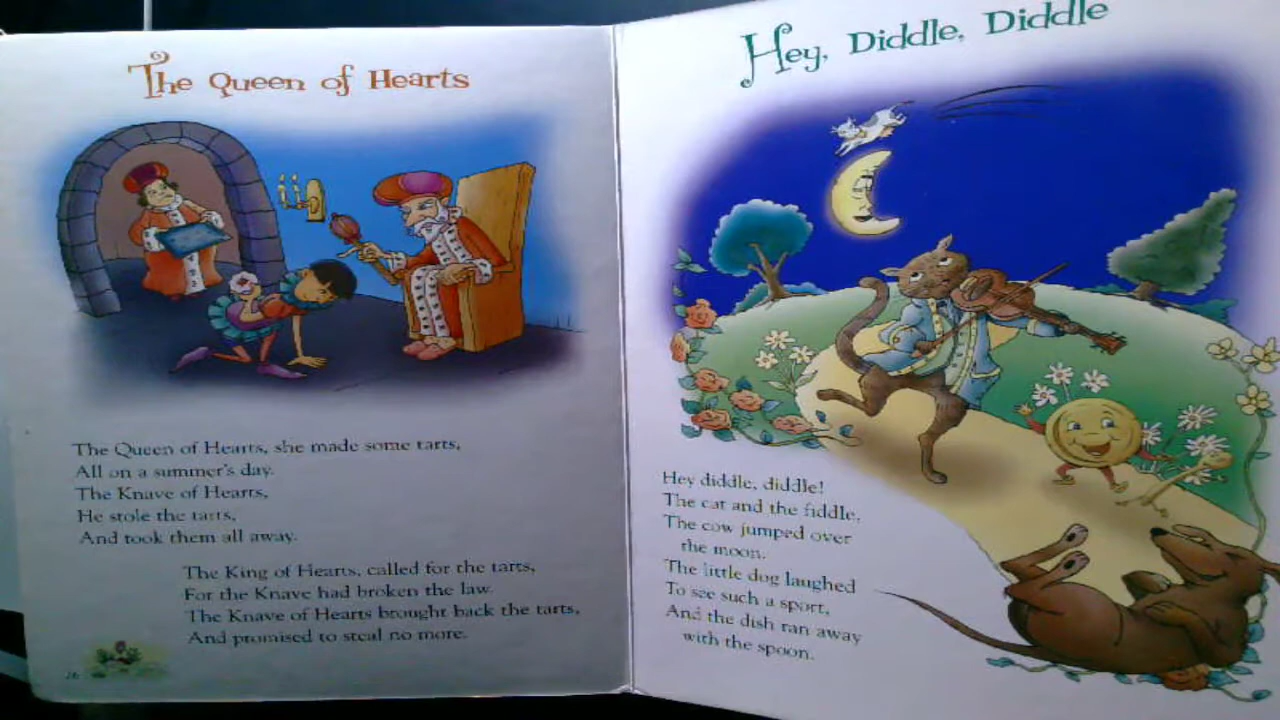 The Queen of Hearts
The Queen of Hearts, she made some tarts,
All on a summer's day.
The Knave of Hearts,
He stole the tarts,
And took them all away.
The King of Hearts, called for the tarts,
For the Knave had broken the law.
The Knave of Hearts brought back the tarts,
And promised to steal no more.
Hey, Diddle, Diddle
Hey diddle, diddle!
The cat and the fiddle,
The cow jumped over
the moon.
The little dog laughed
To see such a sport,
And the dish ran away
with the spoon.